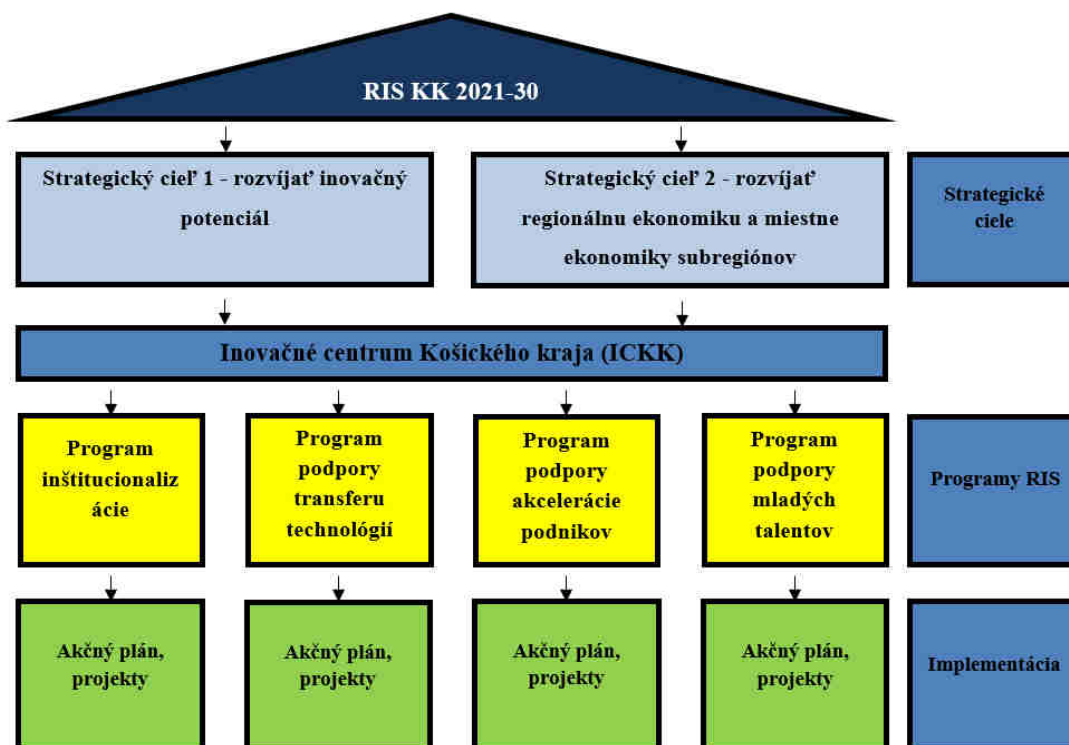 RIS KK 2021-30
Strategický cieľ 1 - rozvíjať inovačný
potenciál
Strategický cieľ 2 - rozvíjať
regionálnu ekonomiku a miestne
ekonomiky subregiónov
Strategické
ciele
Inovačné centrum Košického kraja (ICKK)
Program
inštitucionaliz
ácie
Program
podpory
transferu
technológií
Program
podpory
akcelerácie
podnikov
Program
podpory
mladých
talentov
Programy RIS
Akčný plán,
projekty
Akčný plán,
projekty
Akčný plán,
projekty
Akčný plán,
projekty
Implementácia